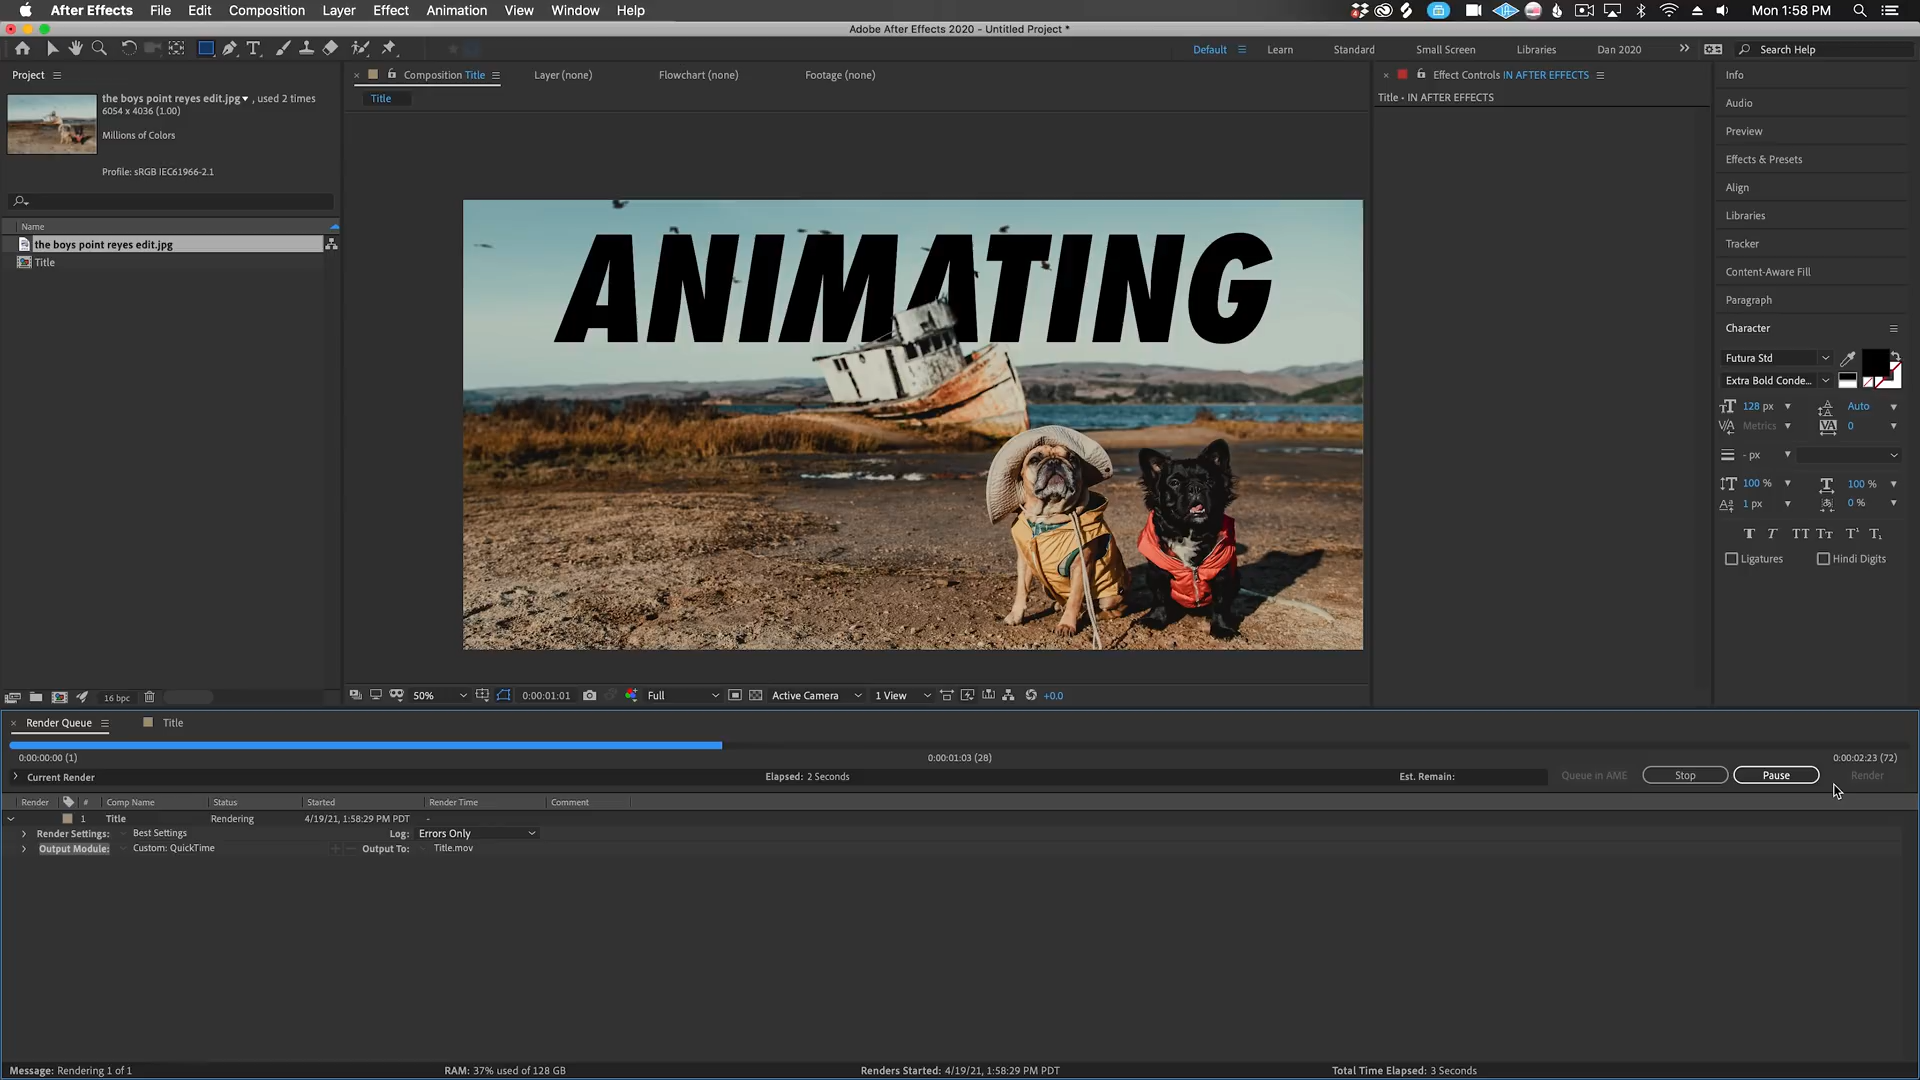 After Effects File Edit Composition Layer Effect Animation View Window Help Mon 1:58 PM
Adobe After Effects 2020 - Untitled Project *
Default Learn Standard Small Screen Libraries Dan 2020 Search Help
Project
the boys point reyes edit.jpg , used 2 times
6054 x 4036 (1.00)
Millions of Colors
Profile: sRGB IEC61966-2.1
Name
the boys point reyes edit.jpg
Title
16 bpc
Composition Title Layer (none) Flowchart (none) Footage (none)
Title
ANIMATING
50% 0:00:01:01 Full Active Camera 1 View +0.0
Effect Controls IN AFTER EFFECTS
Title - IN AFTER EFFECTS
Info
Audio
Preview
Effects & Presets
Align
Libraries
Tracker
Content-Aware Fill
Paragraph
Character
Futura Std
Extra Bold Conde...
128 px Auto
Metrics 0
- px
100 % 100 %
1 px 0 %
Ligatures Hindi Digits
Render Queue Title
0:00:00:00 (1) 0:00:01:03 (28) 0:00:02:23 (72)
Current Render Elapsed: 2 Seconds Est. Remain: Queue in AME Stop Pause Render
Render # Comp Name Status Started Render Time Comment
1 Title Rendering 4/19/21, 1:58:29 PM PDT -
Render Settings: Best Settings Log: Errors Only
Output Module: Custom: QuickTime Output To: Title.mov
Message: Rendering 1 of 1 RAM: 37% used of 128 GB Renders Started: 4/19/21, 1:58:29 PM PDT Total Time Elapsed: 3 Seconds